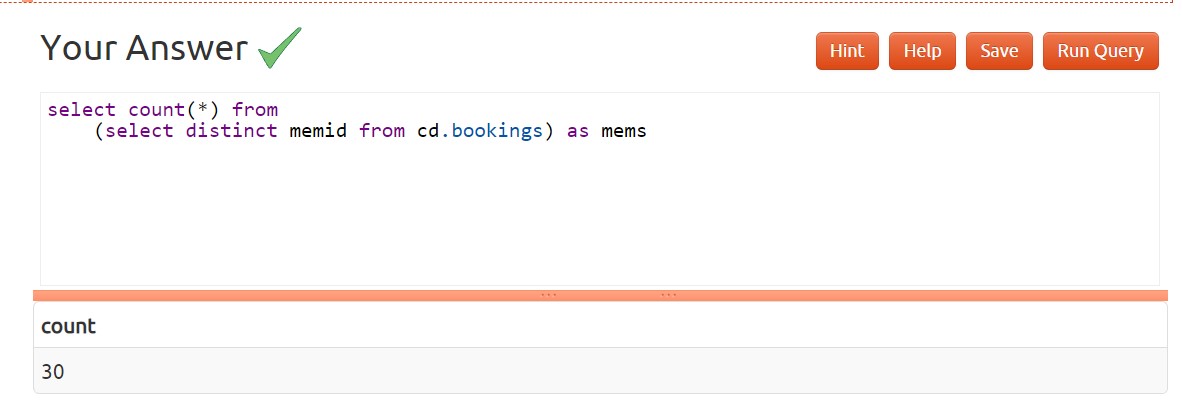 Your Answer
Hint Help Save Run Query
select count(*) from
    (select distinct memid from cd.bookings) as mems
count
30